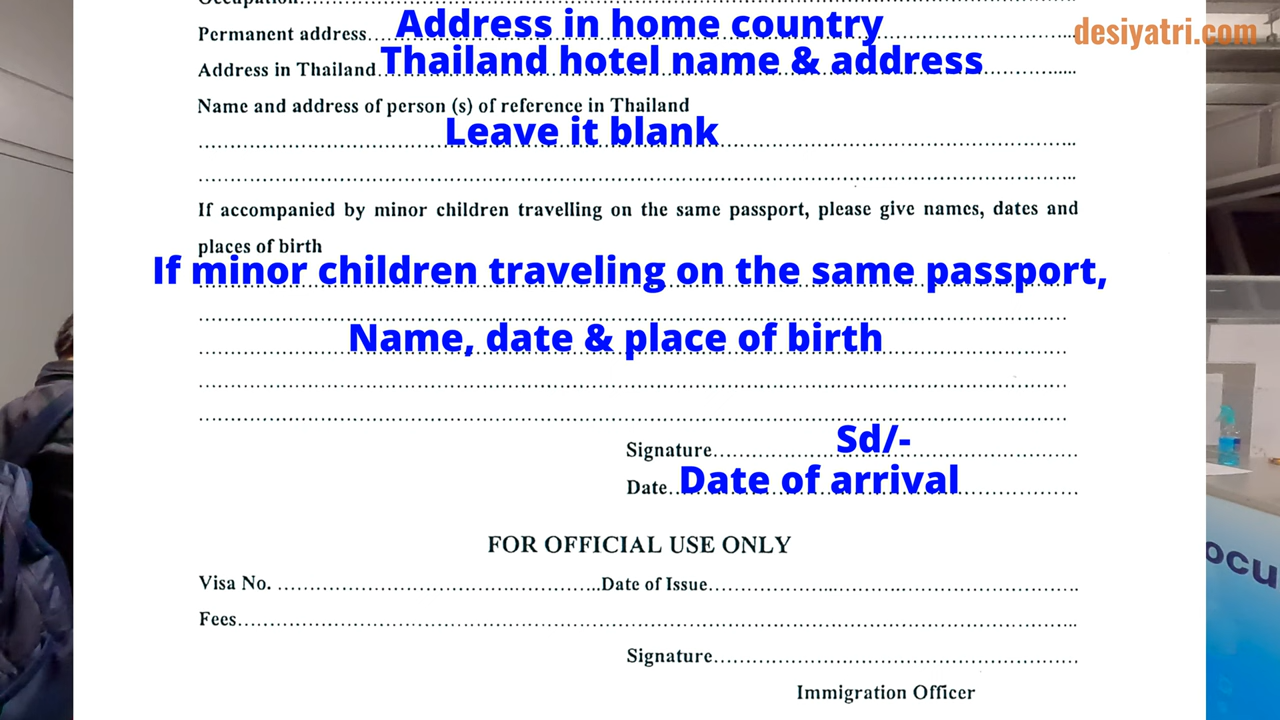 Occupation
desiyatri.com
Permanent address Address in home country
Address in Thailand Thailand hotel name & address
Name and address of person (s) of reference in Thailand
Leave it blank
If accompanied by minor children travelling on the same passport, please give names, dates and
places of birth
If minor children traveling on the same passport,
Name, date & place of birth
Signature Sd/-
Date Date of arrival
FOR OFFICIAL USE ONLY
Visa No. Date of Issue
Fees
Signature
Immigration Officer
ocu